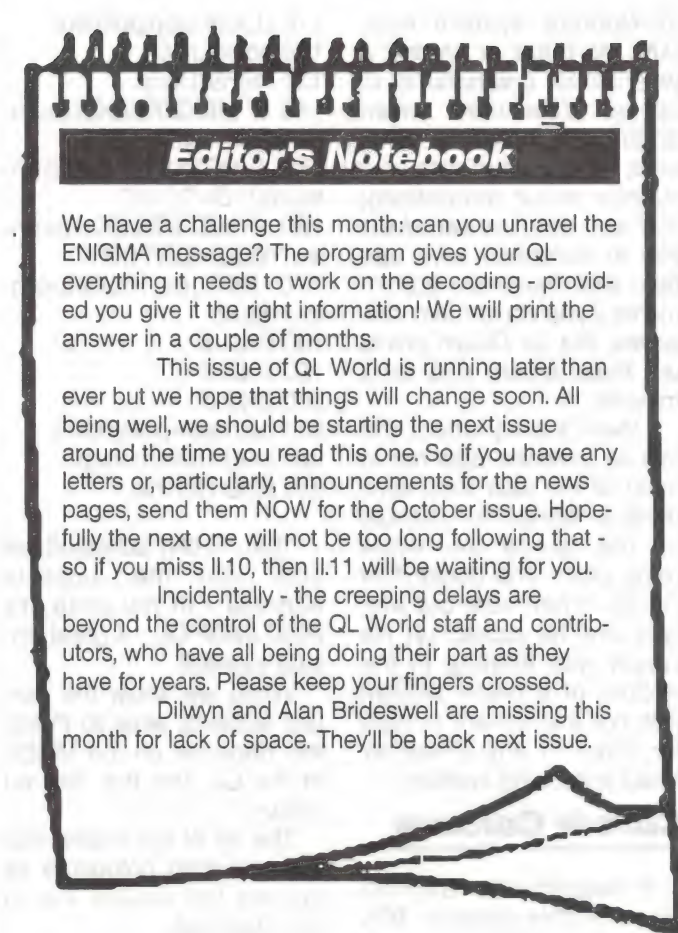 Editor's Notebook
We have a challenge this month: can you unravel the
ENIGMA message? The program gives your QL
everything it needs to work on the decoding - provid-
ed you give it the right information! We will print the
answer in a couple of months.
This issue of QL World is running later than
ever but we hope that things will change soon. All
being well, we should be starting the next issue
around the time you read this one. So if you have any
letters or, particularly, announcements for the news
pages, send them NOW for the October issue. Hope-
fully the next one will not be too long following that -
so if you miss II.10, then II.11 will be waiting for you.
Incidentally - the creeping delays are
beyond the control of the QL World staff and contrib-
utors, who have all being doing their part as they
have for years. Please keep your fingers crossed.
Dilwyn and Alan Brideswell are missing this
month for lack of space. They'll be back next issue.